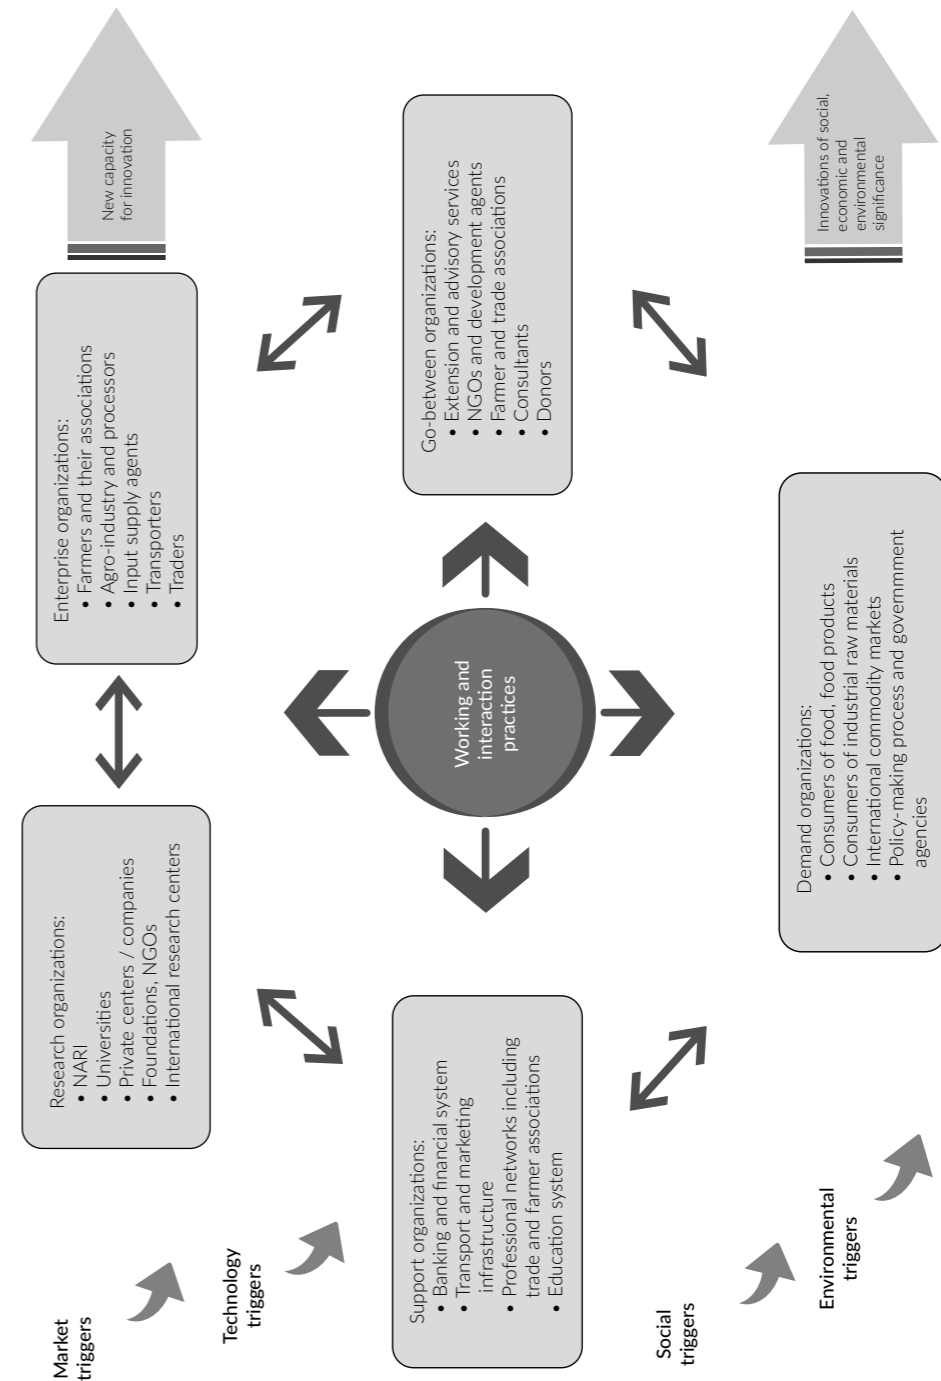 Market
triggers
Technology
triggers
Social
triggers
Environmental
triggers
Research organizations:
• NARI
• Universities
• Private centers / companies
• Foundations, NGOs
• International research centers
Enterprise organizations:
• Farmers and their associations
• Agro-industry and processors
• Input supply agents
• Transporters
• Traders
New capacity
for innovation
Support organizations:
• Banking and financial system
• Transport and marketing
infrastructure
• Professional networks including
trade and farmer associations
• Education system
Working and
interaction
practices
Go-between organizations:
• Extension and advisory services
• NGOs and development agents
• Farmer and trade associations
• Consultants
• Donors
Demand organizations:
• Consumers of food, food products
• Consumers of industrial raw materials
• International commodity markets
• Policy-making process and governmment
agencies
Innovations of social,
economic and
environmental
significance